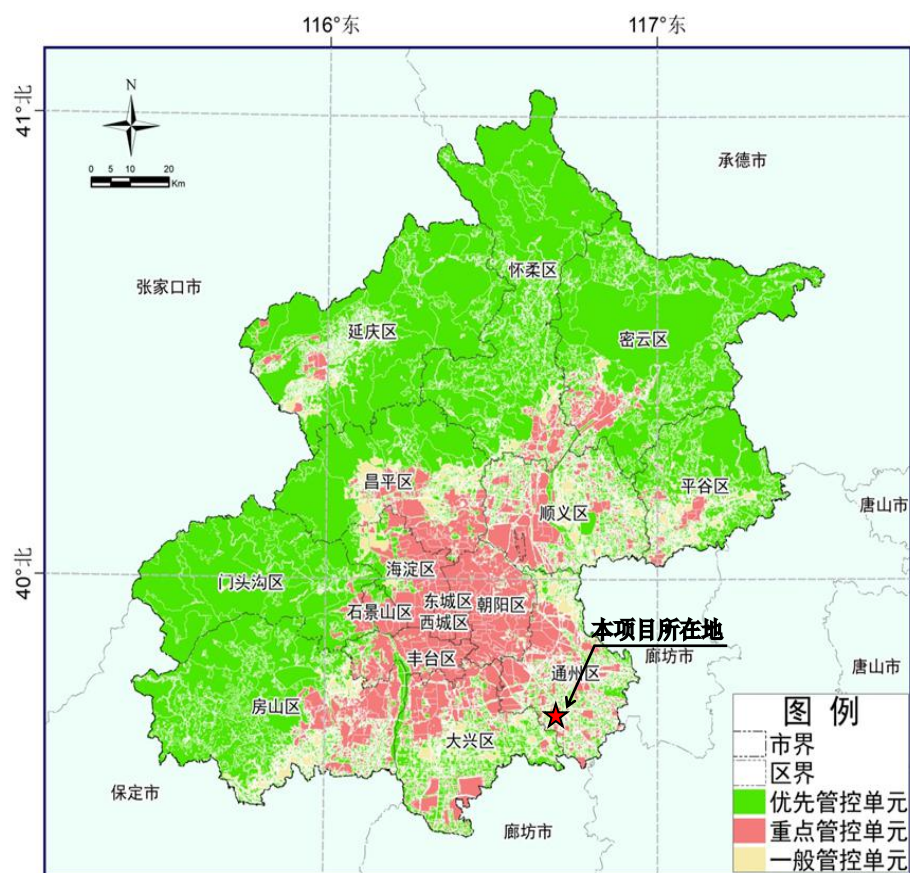 116°东
117°东
41°北
N
0 5 10 20
Km
承德市
怀柔区
张家口市
延庆区
密云区
昌平区
平谷区
顺义区
唐山市
40°北
海淀区
门头沟区
东城区
朝阳区
石景山区
西城区
本项目所在地
丰台区
廊坊市
通州区
唐山市
房山区
大兴区
保定市
廊坊市
图 例
市界
区界
优先管控单元
重点管控单元
一般管控单元